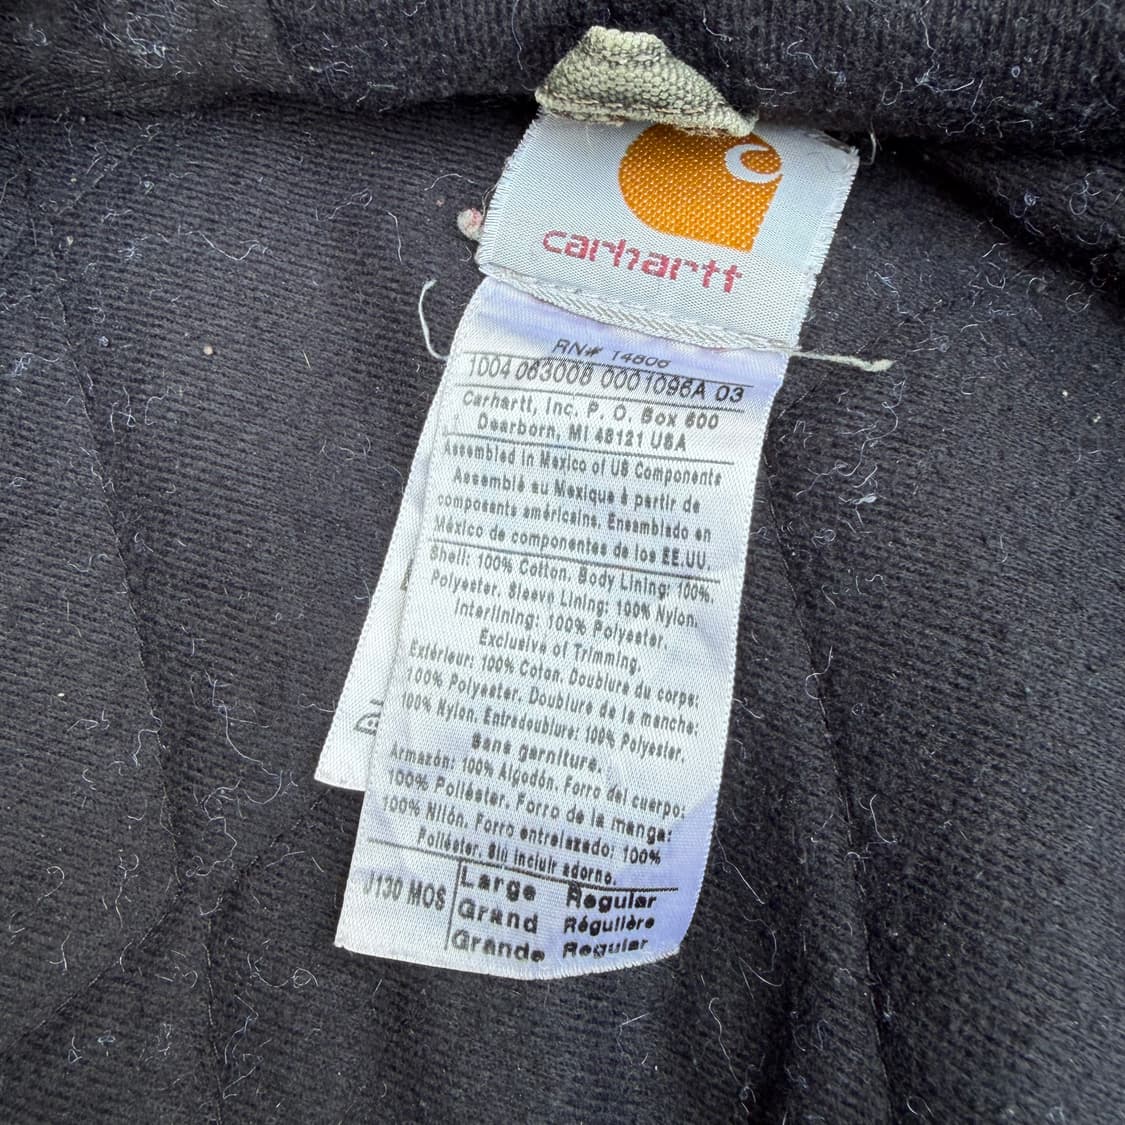 carhartt
RN# 14806
1004 063008 0001096A 03
Carhartt, Inc. P. O. Box 600
Dearborn, MI 48121 USA
Assembled in Mexico of US Components
Assemblé au Mexique à partir de
composants américains. Ensamblado en
México de componentes de los EE.UU.
Shell: 100% Cotton. Body Lining: 100%.
Polyester. Sleeve Lining: 100% Nylon.
Interlining: 100% Polyester.
Exclusive of Trimming.
Extérieur: 100% Coton. Doublure du corps:
100% Polyester. Doublure de la manche:
100% Nylon. Entredoublure: 100% Polyester.
Sans garniture.
Armazón: 100% Algodón. Forro del cuerpo:
100% Poliéster. Forro de la manga:
100% Nilón. Forro entrelazado: 100%
Poliéster. Sin incluir adorno.
J130 MOS
Large Regular
Grand Régulière
Grande Regular